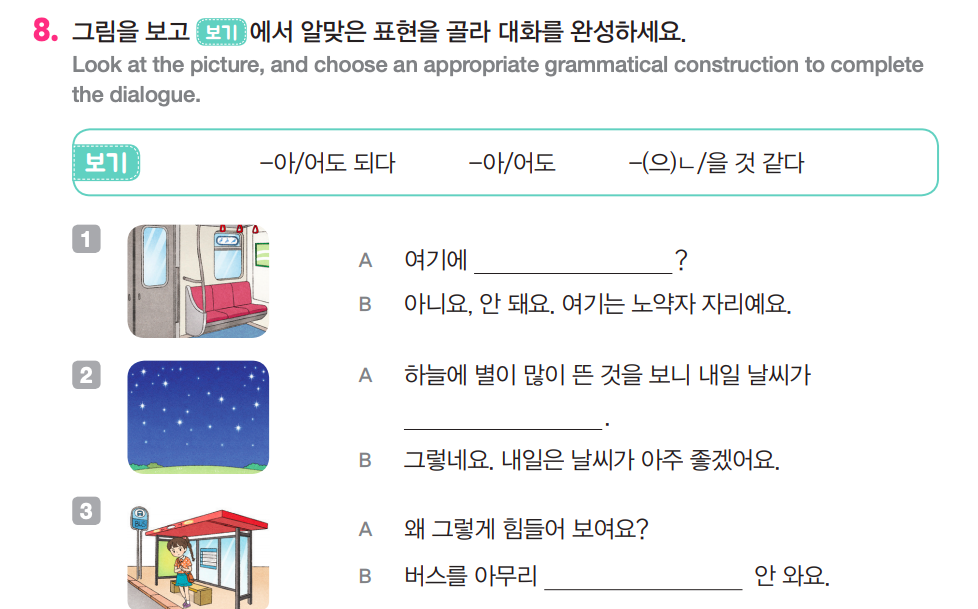 8. 그림을 보고 보기에서 알맞은 표현을 골라 대화를 완성하세요.
Look at the picture, and choose an appropriate grammatical construction to complete
the dialogue.
보기 –아/어도 되다 –아/어도 –(으)ㄴ/을 것 같다
1
A 여기에 ________________?
B 아니요, 안 돼요. 여기는 노약자 자리예요.
2
A 하늘에 별이 많이 뜬 것을 보니 내일 날씨가
________________.
B 그렇네요. 내일은 날씨가 아주 좋겠어요.
3
A 왜 그렇게 힘들어 보여요?
B 버스를 아무리 ________________ 안 와요.